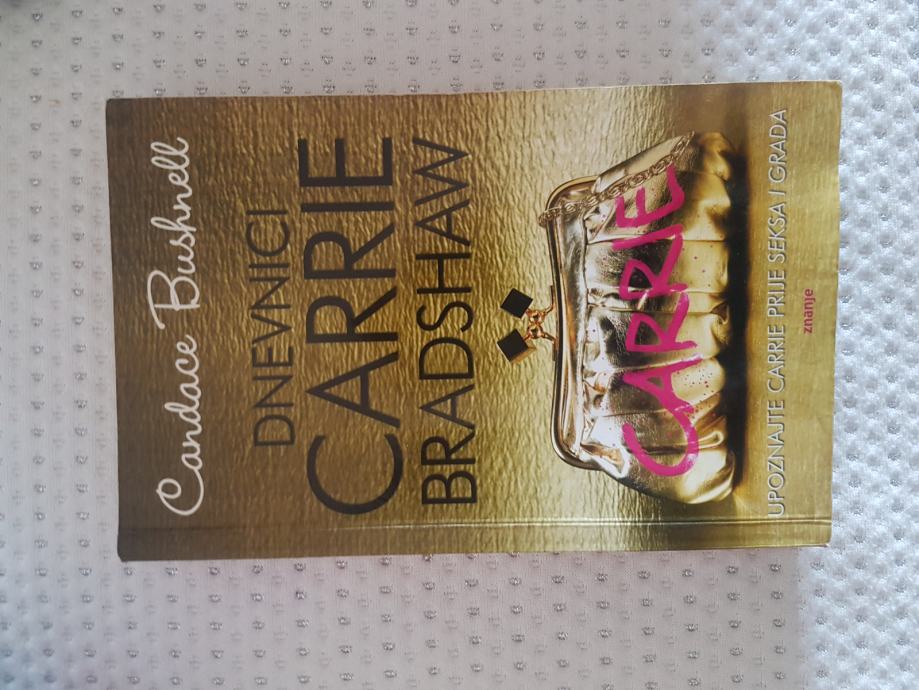 Candace Bushnell
DNEVNICI
CARRIE
BRADSHAW
CARRIE
UPOZNAJTE CARRIE PRIJE SEKSA I GRADA
znanje